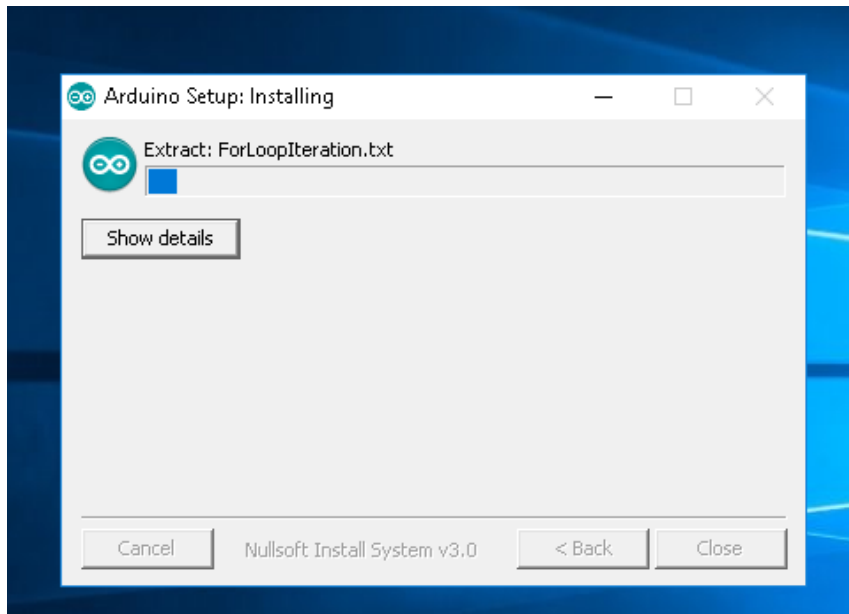 Arduino Setup: Installing
Extract: ForLoopIteration.txt
Show details
Cancel
Nullsoft Install System v3.0
< Back
Close